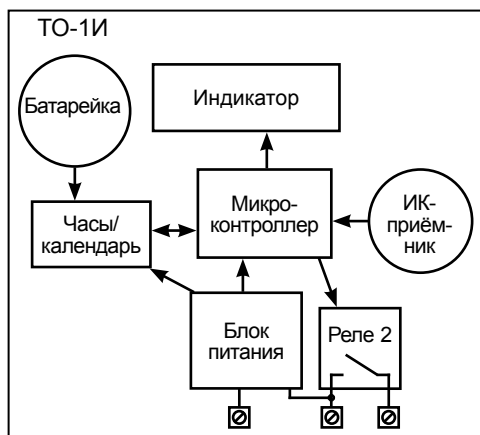 ТО-1И
Батарейка
Индикатор
Часы/
календарь
Микро-
контроллер
ИК-
приём-
ник
Блок
питания
Реле 2